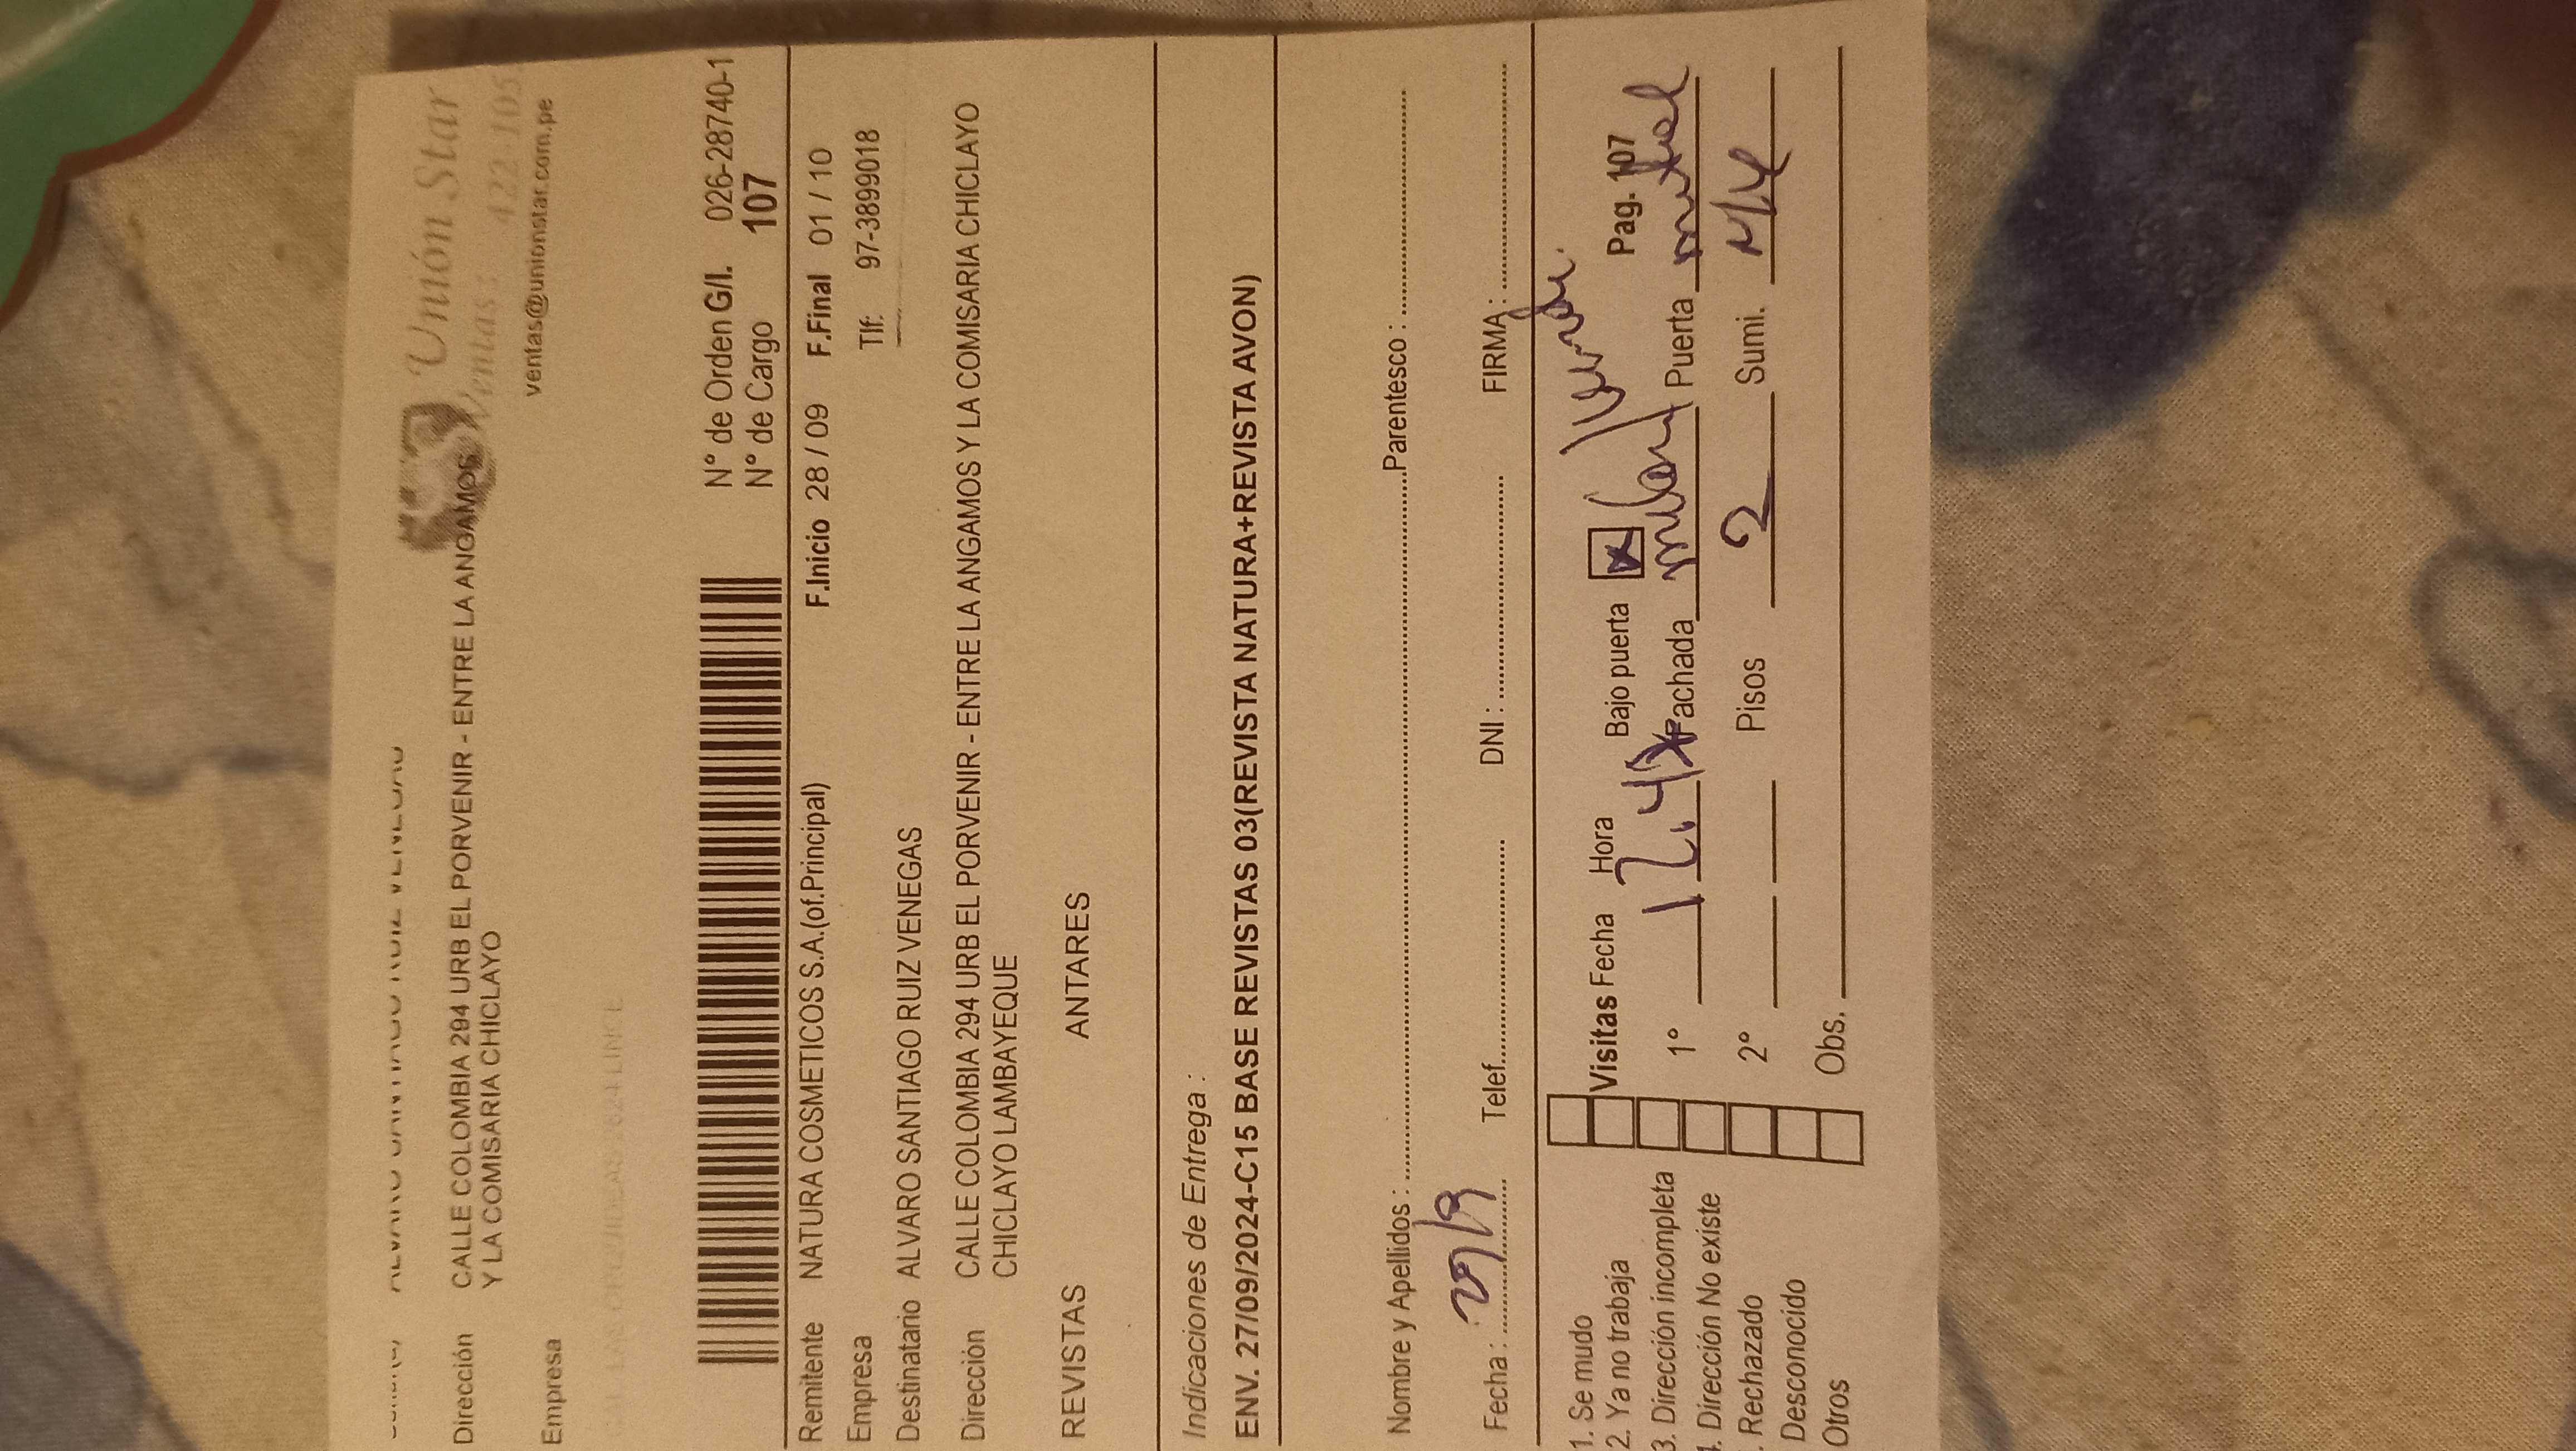 Unión Star
Ventas : 422-105
ventas@unionstar.com.pe
Dirección CALLE COLOMBIA 294 URB EL PORVENIR - ENTRE LA ANGAMOS
Y LA COMISARIA CHICLAYO
Empresa
N° de Orden G/I. 026-28740-1
N° de Cargo 107
Remitente NATURA COSMETICOS S.A.(of.Principal) F.Inicio 28 / 09 F.Final 01 / 10
Empresa Tlf: 97-3899018
Destinatario ALVARO SANTIAGO RUIZ VENEGAS
Dirección CALLE COLOMBIA 294 URB EL PORVENIR - ENTRE LA ANGAMOS Y LA COMISARIA CHICLAYO
CHICLAYO LAMBAYEQUE
REVISTAS ANTARES
Indicaciones de Entrega :
ENV. 27/09/2024-C15 BASE REVISTAS 03(REVISTA NATURA+REVISTA AVON)
Nombre y Apellidos : Parentesco :
Fecha : Telef. DNI : FIRMA :
1. Se mudo
2. Ya no trabaja Visitas Fecha Hora Bajo puerta Pag. 107
3. Dirección incompleta 1° Fachada Puerta
. Dirección No existe
. Rechazado 2° Pisos 2 Sumi.
Desconocido
Otros Obs.